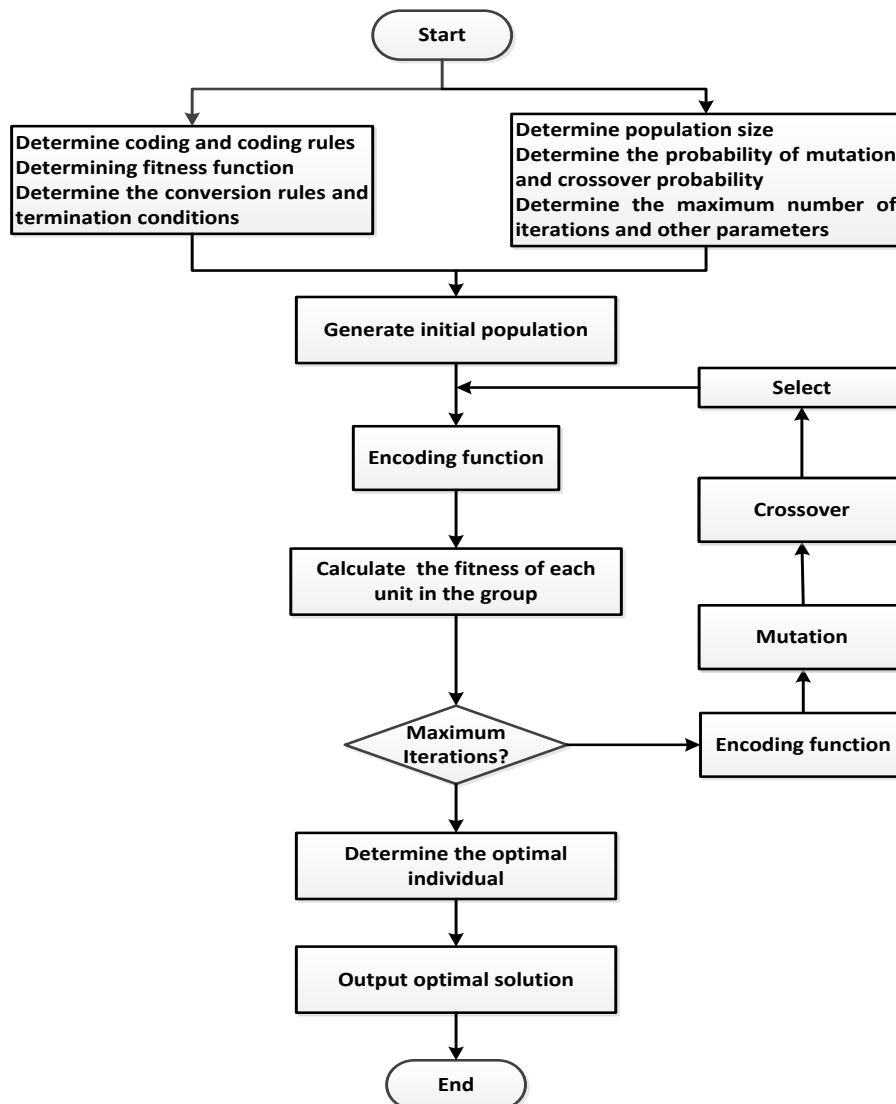 Start
Determine coding and coding rules
Determining fitness function
Determine the conversion rules and
termination conditions
Determine population size
Determine the probability of mutation
and crossover probability
Determine the maximum number of
iterations and other parameters
Generate initial population
Select
Encoding function
Crossover
Calculate the fitness of each
unit in the group
Mutation
Maximum
Iterations?
Encoding function
Determine the optimal
individual
Output optimal solution
End